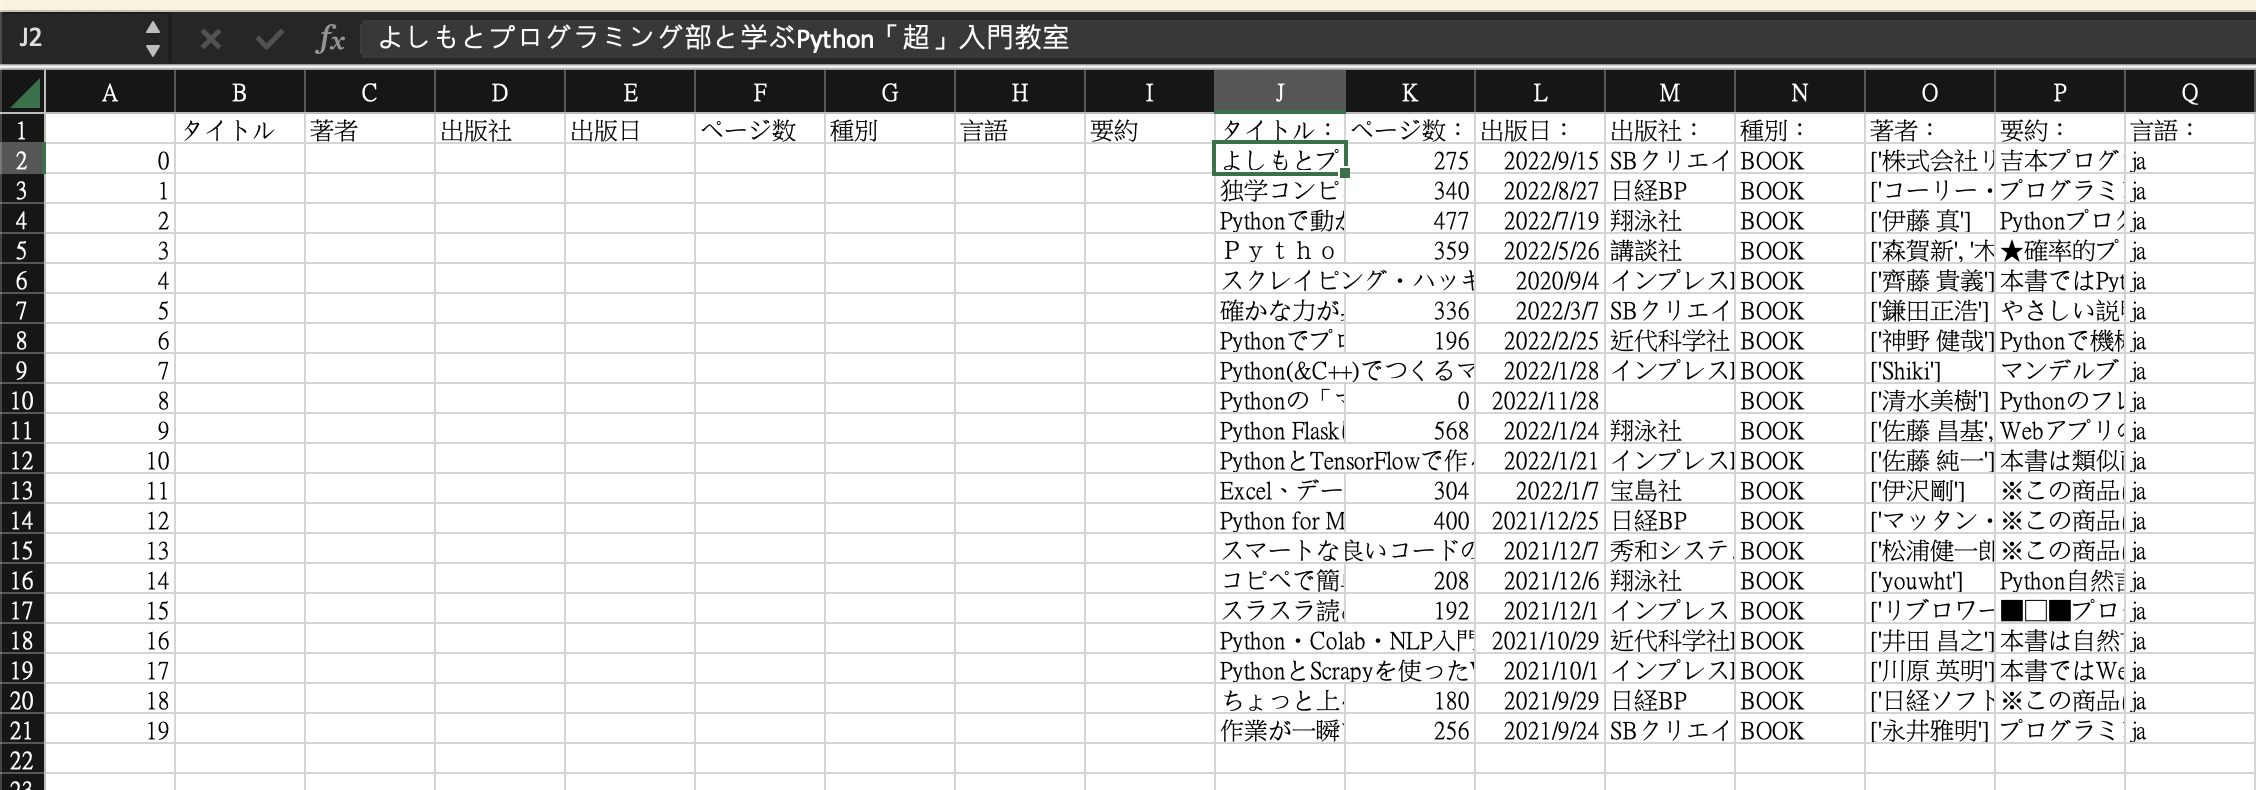 J2 fx よしもとプログラミング部と学ぶPython「超」入門教室
A B C D E F G H I J K L M N O P Q
1 タイトル 著者 出版社 出版日 ページ数 種別 言語 要約 タイトル： ページ数： 出版日： 出版社： 種別： 著者： 要約： 言語：
2 0 よしもとプ 275 2022/9/15 SBクリエイ BOOK ['株式会社リ 吉本プログ ja
3 1 独学コンピ 340 2022/8/27 日経BP BOOK ['コーリー・ プログラミ ja
4 2 Pythonで動か 477 2022/7/19 翔泳社 BOOK ['伊藤 真'] Pythonプログ ja
5 3 Ｐｙｔｈｏ 359 2022/5/26 講談社 BOOK ['森賀新', '木 ★確率的プ ja
6 4 スクレイピング・ハッキ 2020/9/4 インプレス BOOK ['齊藤 貴義'] 本書ではPyt ja
7 5 確かな力が 336 2022/3/7 SBクリエイ BOOK ['鎌田正浩'] やさしい説 ja
8 6 Pythonでプロ 196 2022/2/25 近代科学社 BOOK ['神野 健哉'] Pythonで機械 ja
9 7 Python(&C++)でつくるマ 2022/1/28 インプレス BOOK ['Shiki'] マンデルブ ja
10 8 Pythonの「マ 0 2022/11/28 BOOK ['清水美樹'] Pythonのフレ ja
11 9 Python Flask 568 2022/1/24 翔泳社 BOOK ['佐藤 昌基', Webアプリの ja
12 10 PythonとTensorFlowで作 2022/1/21 インプレス BOOK ['佐藤 純一'] 本書は類似 ja
13 11 Excel、デー 304 2022/1/7 宝島社 BOOK ['伊沢剛'] ※この商品 ja
14 12 Python for M 400 2021/12/25 日経BP BOOK ['マッタン・ ※この商品 ja
15 13 スマートな良いコードの 2021/12/7 秀和システ BOOK ['松浦健一郎 ※この商品 ja
16 14 コピペで簡 208 2021/12/6 翔泳社 BOOK ['youwht'] Python自然言 ja
17 15 スラスラ読 192 2021/12/1 インプレス BOOK ['リブロワー ■□■プロ ja
18 16 Python・Colab・NLP入門 2021/10/29 近代科学社 BOOK ['井田 昌之'] 本書は自然 ja
19 17 PythonとScrapyを使った 2021/10/1 インプレス BOOK ['川原 英明'] 本書ではWe ja
20 18 ちょっと上 180 2021/9/29 日経BP BOOK ['日経ソフト ※この商品 ja
21 19 作業が一瞬 256 2021/9/24 SBクリエイ BOOK ['永井雅明'] プログラミ ja
22
23